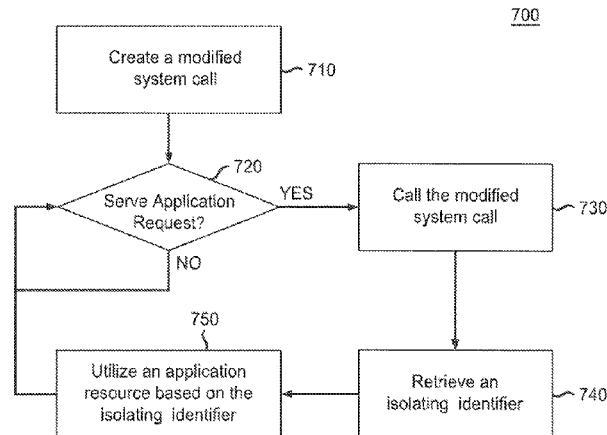 700
Create a modified
system call
710
720
Serve Application
Request?
YES
NO
Call the modified
system call
730
750
Utilize an application
resource based on the
isolating identifier
Retrieve an
isolating identifier
740